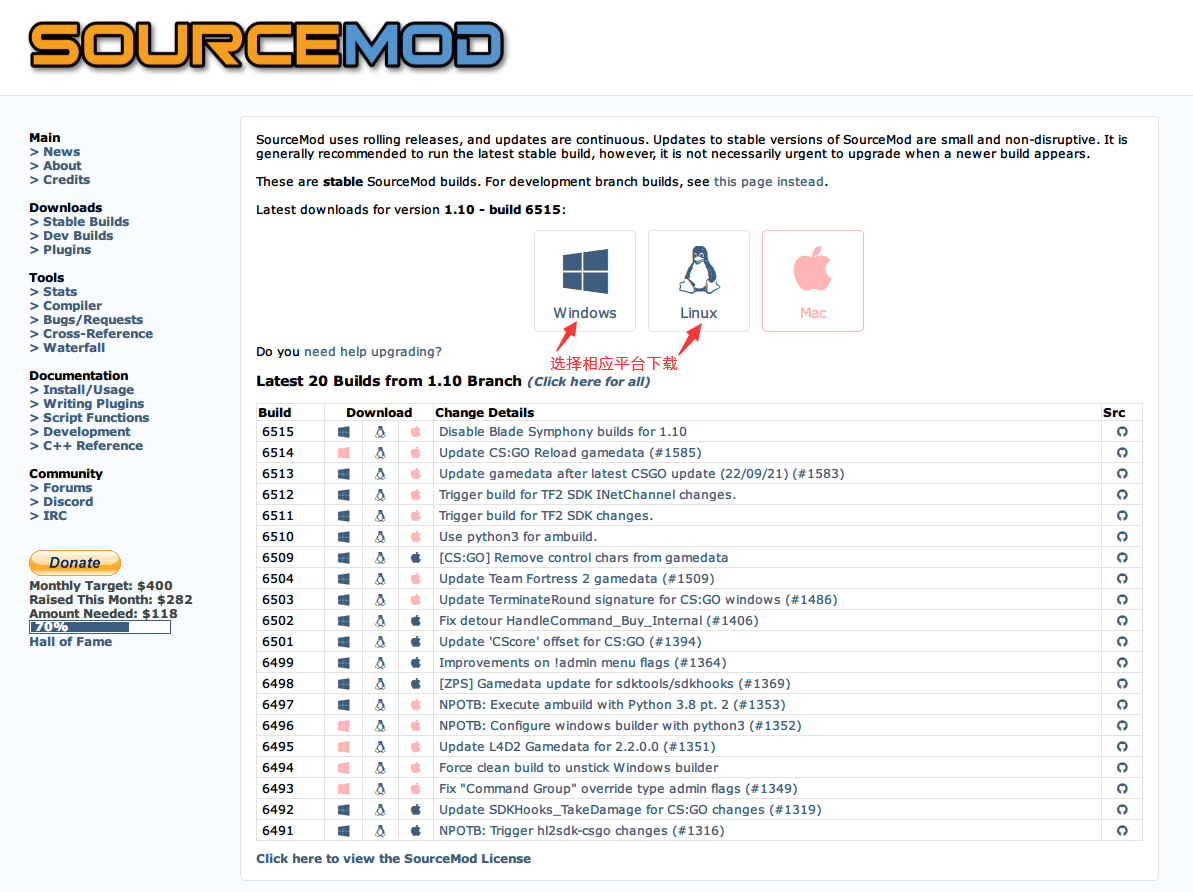 SOURCEMOD
Main
> News
> About
> Credits
Downloads
> Stable Builds
> Dev Builds
> Plugins
Tools
> Stats
> Compiler
> Bugs/Requests
> Cross-Reference
> Waterfall
Documentation
> Install/Usage
> Writing Plugins
> Script Functions
> Development
> C++ Reference
Community
> Forums
> Discord
> IRC
Donate
Monthly Target: $400
Raised This Month: $282
Amount Needed: $118
70%
Hall of Fame
SourceMod uses rolling releases, and updates are continuous. Updates to stable versions of SourceMod are small and non-disruptive. It is
generally recommended to run the latest stable build, however, it is not necessarily urgent to upgrade when a newer build appears.
These are stable SourceMod builds. For development branch builds, see this page instead.
Latest downloads for version 1.10 - build 6515:
Windows Linux Mac
选择相应平台下载
Do you need help upgrading?
Latest 20 Builds from 1.10 Branch (Click here for all)
Build Download Change Details Src
6515 Disable Blade Symphony builds for 1.10
6514 Update CS:GO Reload gamedata (#1585)
6513 Update gamedata after latest CSGO update (22/09/21) (#1583)
6512 Trigger build for TF2 SDK INetChannel changes.
6511 Trigger build for TF2 SDK changes.
6510 Use python3 for ambuild.
6509 [CS:GO] Remove control chars from gamedata
6504 Update Team Fortress 2 gamedata (#1509)
6503 Update TerminateRound signature for CS:GO windows (#1486)
6502 Fix detour HandleCommand_Buy_Internal (#1406)
6501 Update 'CScore' offset for CS:GO (#1394)
6499 Improvements on !admin menu flags (#1364)
6498 [ZPS] Gamedata update for sdktools/sdkhooks (#1369)
6497 NPOTB: Execute ambuild with Python 3.8 pt. 2 (#1353)
6496 NPOTB: Configure windows builder with python3 (#1352)
6495 Update L4D2 Gamedata for 2.2.0.0 (#1351)
6494 Force clean build to unstick Windows builder
6493 Fix "Command Group" override type admin flags (#1349)
6492 Update SDKHooks_TakeDamage for CS:GO changes (#1319)
6491 NPOTB: Trigger hl2sdk-csgo changes (#1316)
Click here to view the SourceMod License